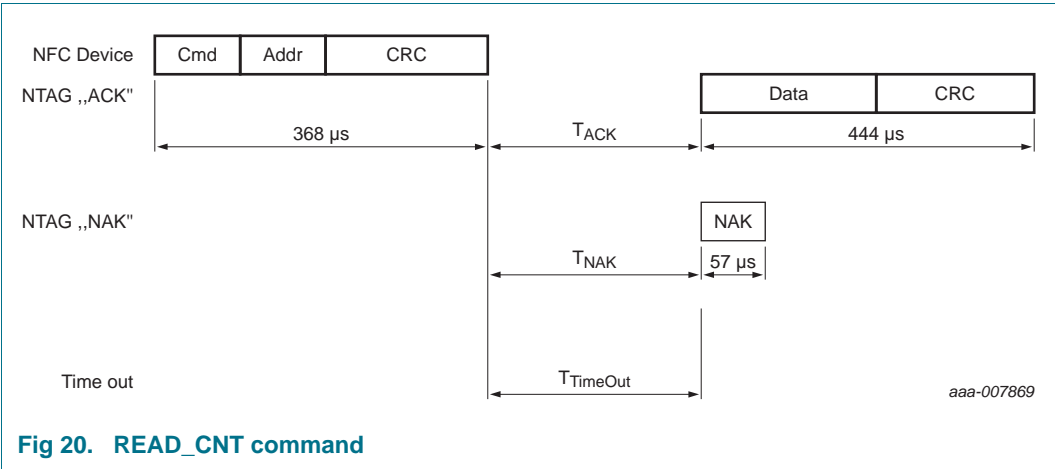 NFC Device Cmd Addr CRC
NTAG ,,ACK" Data CRC
368 µs TACK 444 µs
NTAG ,,NAK" NAK
TNAK 57 µs
Time out TTimeOut aaa-007869
Fig 20. READ_CNT command